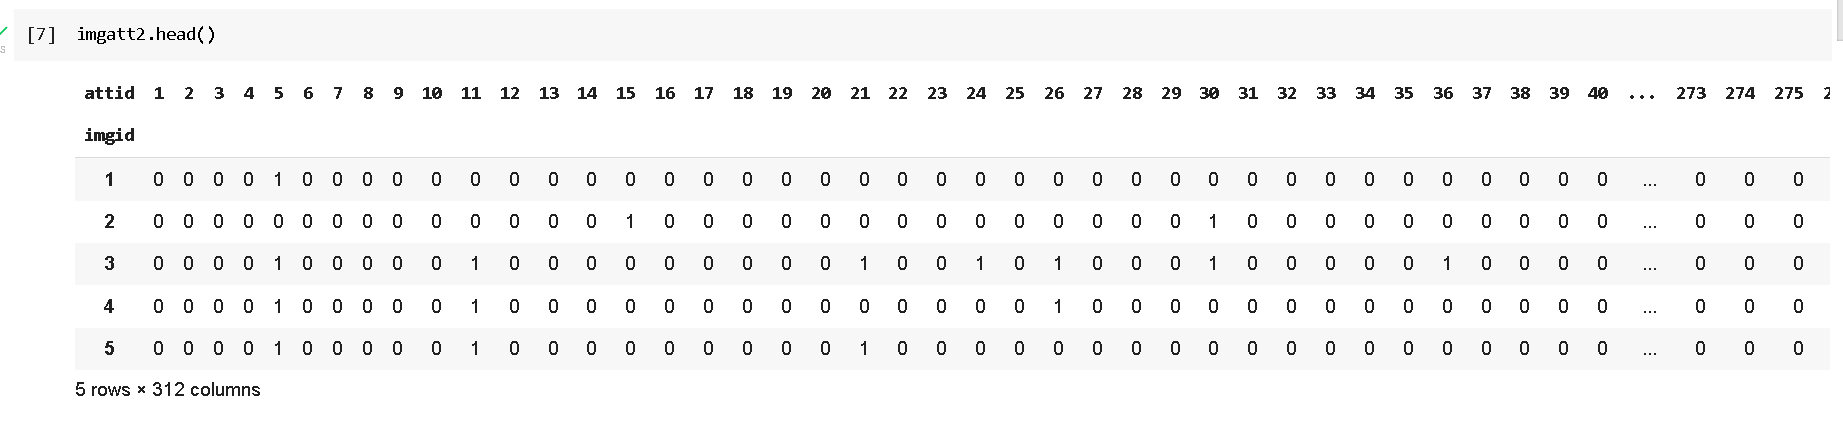 [7] imgatt2.head()
attid 1 2 3 4 5 6 7 8 9 10 11 12 13 14 15 16 17 18 19 20 21 22 23 24 25 26 27 28 29 30 31 32 33 34 35 36 37 38 39 40 ... 273 274 275 2
s
imgid
1 0 0 0 0 1 0 0 0 0 0 0 0 0 0 0 0 0 0 0 0 0 0 0 0 0 0 0 0 0 0 0 0 0 0 0 0 0 0 0 0 ... 0 0 0
2 0 0 0 0 0 0 0 0 0 0 0 0 0 0 1 0 0 0 0 0 0 0 0 0 0 0 0 0 0 1 0 0 0 0 0 0 0 0 0 0 ... 0 0 0
3 0 0 0 0 1 0 0 0 0 0 1 0 0 0 0 0 0 0 0 0 1 0 0 1 0 1 0 0 0 1 0 0 0 0 0 1 0 0 0 0 ... 0 0 0
4 0 0 0 0 1 0 0 0 0 0 1 0 0 0 0 0 0 0 0 0 0 0 0 0 0 1 0 0 0 0 0 0 0 0 0 0 0 0 0 0 ... 0 0 0
5 0 0 0 0 1 0 0 0 0 0 1 0 0 0 0 0 0 0 0 0 1 0 0 0 0 0 0 0 0 0 0 0 0 0 0 0 0 0 0 0 ... 0 0 0
5 rows × 312 columns